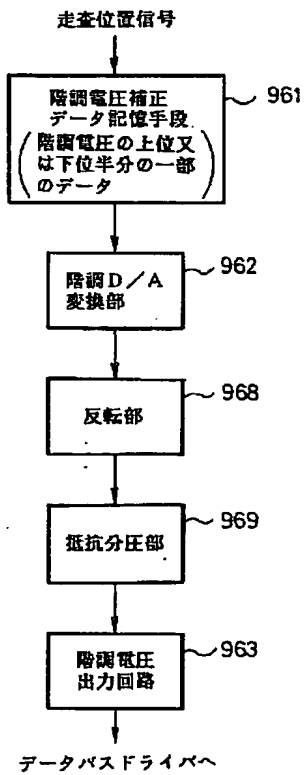 走査位置信号
階調電圧補正
データ記憶手段
961
(階調電圧の上位又
は下位半分の一部
のデータ)
階調D/A
変換部
962
反転部
968
抵抗分圧部
969
階調電圧
出力回路
963
データバスドライバへ